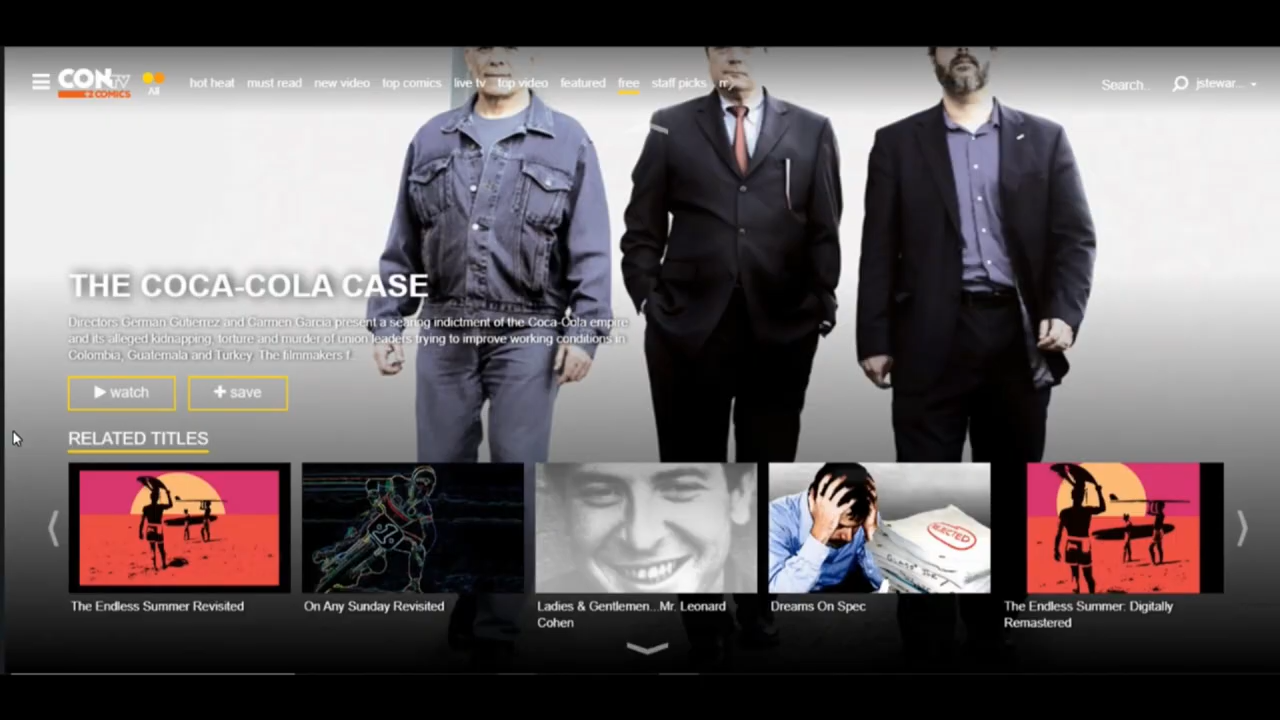 CONTV
+COMICS
All
hot heat must read new video top comics live tv top video featured free staff picks my
Search..
jstewar...
THE COCA-COLA CASE
Directors German Gutierrez and Carmen Garcia present a searing indictment of the Coca-Cola empire
and its alleged kidnapping, torture and murder of union leaders trying to improve working conditions in
Colombia, Guatemala and Turkey. The filmmakers f
watch
save
RELATED TITLES
REJECTED
The Endless Summer Revisited
On Any Sunday Revisited
Ladies & Gentlemen...Mr. Leonard
Cohen
Dreams On Spec
The Endless Summer: Digitally
Remastered